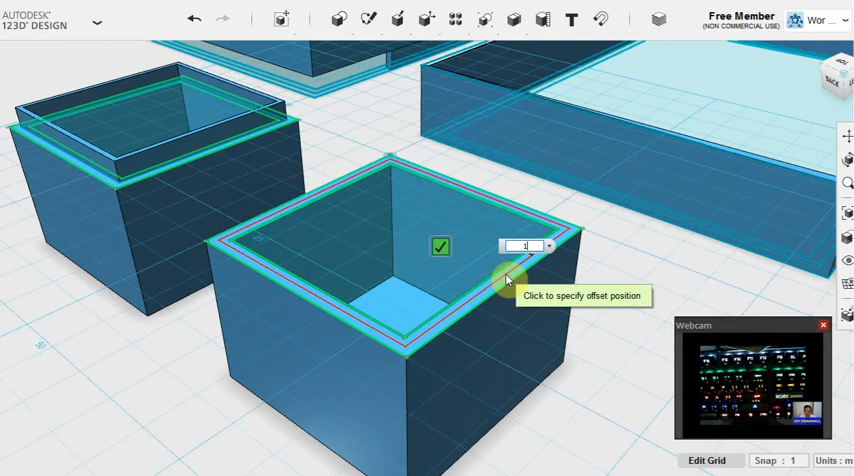 AUTODESK
123D® DESIGN
Free Member
(NON COMMERCIAL USE)
Wor ...
BACK
1
Click to specify offset position
Webcam
Edit Grid
Snap : 1
Units : m